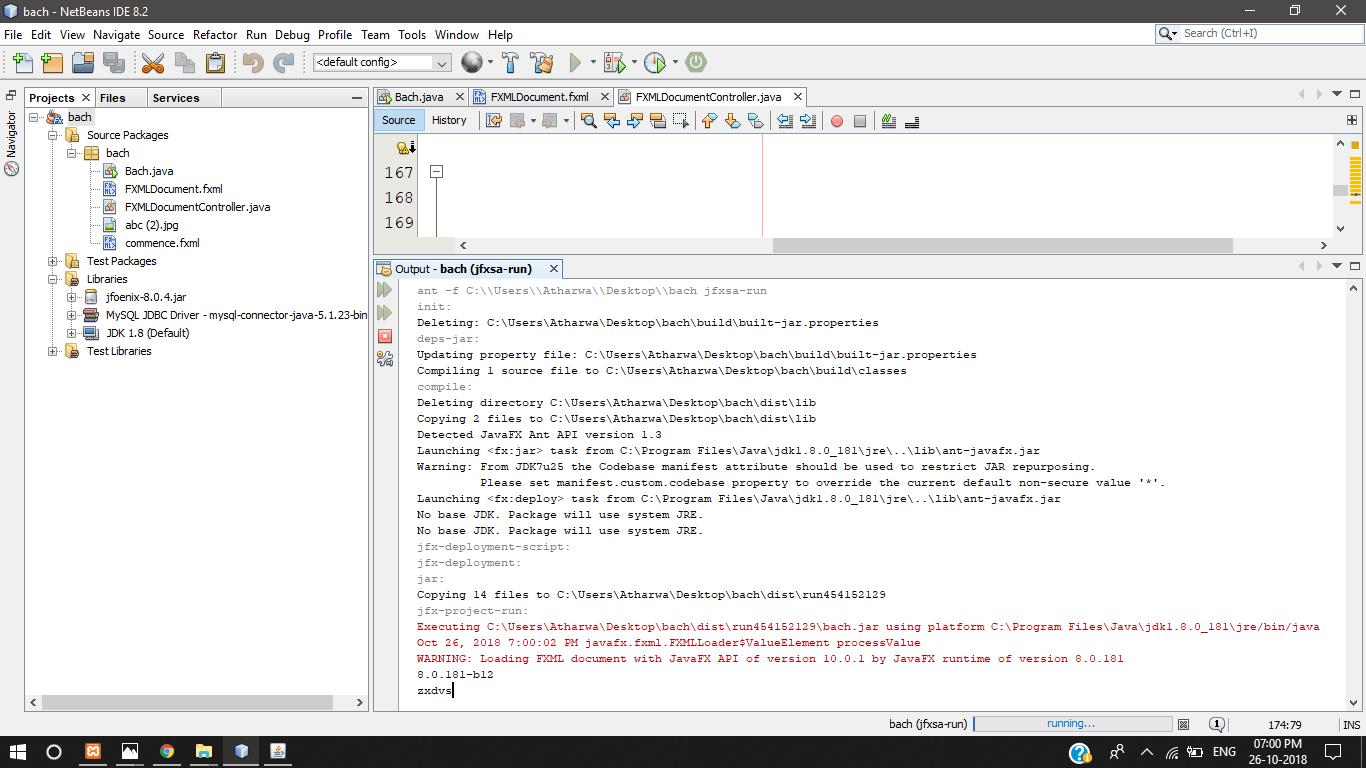 bach - NetBeans IDE 8.2
File Edit View Navigate Source Refactor Run Debug Profile Team Tools Window Help
Search (Ctrl+I)
<default config>
Projects Files Services
Navigator
bach
Source Packages
bach
Bach.java
FXMLDocument.fxml
FXMLDocumentController.java
abc (2).jpg
commence.fxml
Test Packages
Libraries
jfoenix-8.0.4.jar
MySQL JDBC Driver - mysql-connector-java-5.1.23-bin
JDK 1.8 (Default)
Test Libraries
Bach.java FXMLDocument.fxml FXMLDocumentController.java
Source History
167
168
169
Output - bach (jfxsa-run)
ant -f C:\\Users\\Atharwa\\Desktop\\bach jfxsa-run
init:
Deleting: C:\Users\Atharwa\Desktop\bach\build\built-jar.properties
deps-jar:
Updating property file: C:\Users\Atharwa\Desktop\bach\build\built-jar.properties
Compiling 1 source file to C:\Users\Atharwa\Desktop\bach\build\classes
compile:
Deleting directory C:\Users\Atharwa\Desktop\bach\dist\lib
Copying 2 files to C:\Users\Atharwa\Desktop\bach\dist\lib
Detected JavaFX Ant API version 1.3
Launching <fx:jar> task from C:\Program Files\Java\jdk1.8.0_181\jre\..\lib\ant-javafx.jar
Warning: From JDK7u25 the Codebase manifest attribute should be used to restrict JAR repurposing.
Please set manifest.custom.codebase property to override the current default non-secure value '*'.
Launching <fx:deploy> task from C:\Program Files\Java\jdk1.8.0_181\jre\..\lib\ant-javafx.jar
No base JDK. Package will use system JRE.
No base JDK. Package will use system JRE.
jfx-deployment-script:
jfx-deployment:
jar:
Copying 14 files to C:\Users\Atharwa\Desktop\bach\dist\run454152129
jfx-project-run:
Executing C:\Users\Atharwa\Desktop\bach\dist\run454152129\bach.jar using platform C:\Program Files\Java\jdk1.8.0_181\jre/bin/java
Oct 26, 2018 7:00:02 PM javafx.fxml.FXMLLoader$ValueElement processValue
WARNING: Loading FXML document with JavaFX API of version 10.0.1 by JavaFX runtime of version 8.0.181
8.0.181-b12
zxdvs
bach (jfxsa-run) running... 1 174:79 INS
ENG 07:00 PM
26-10-2018